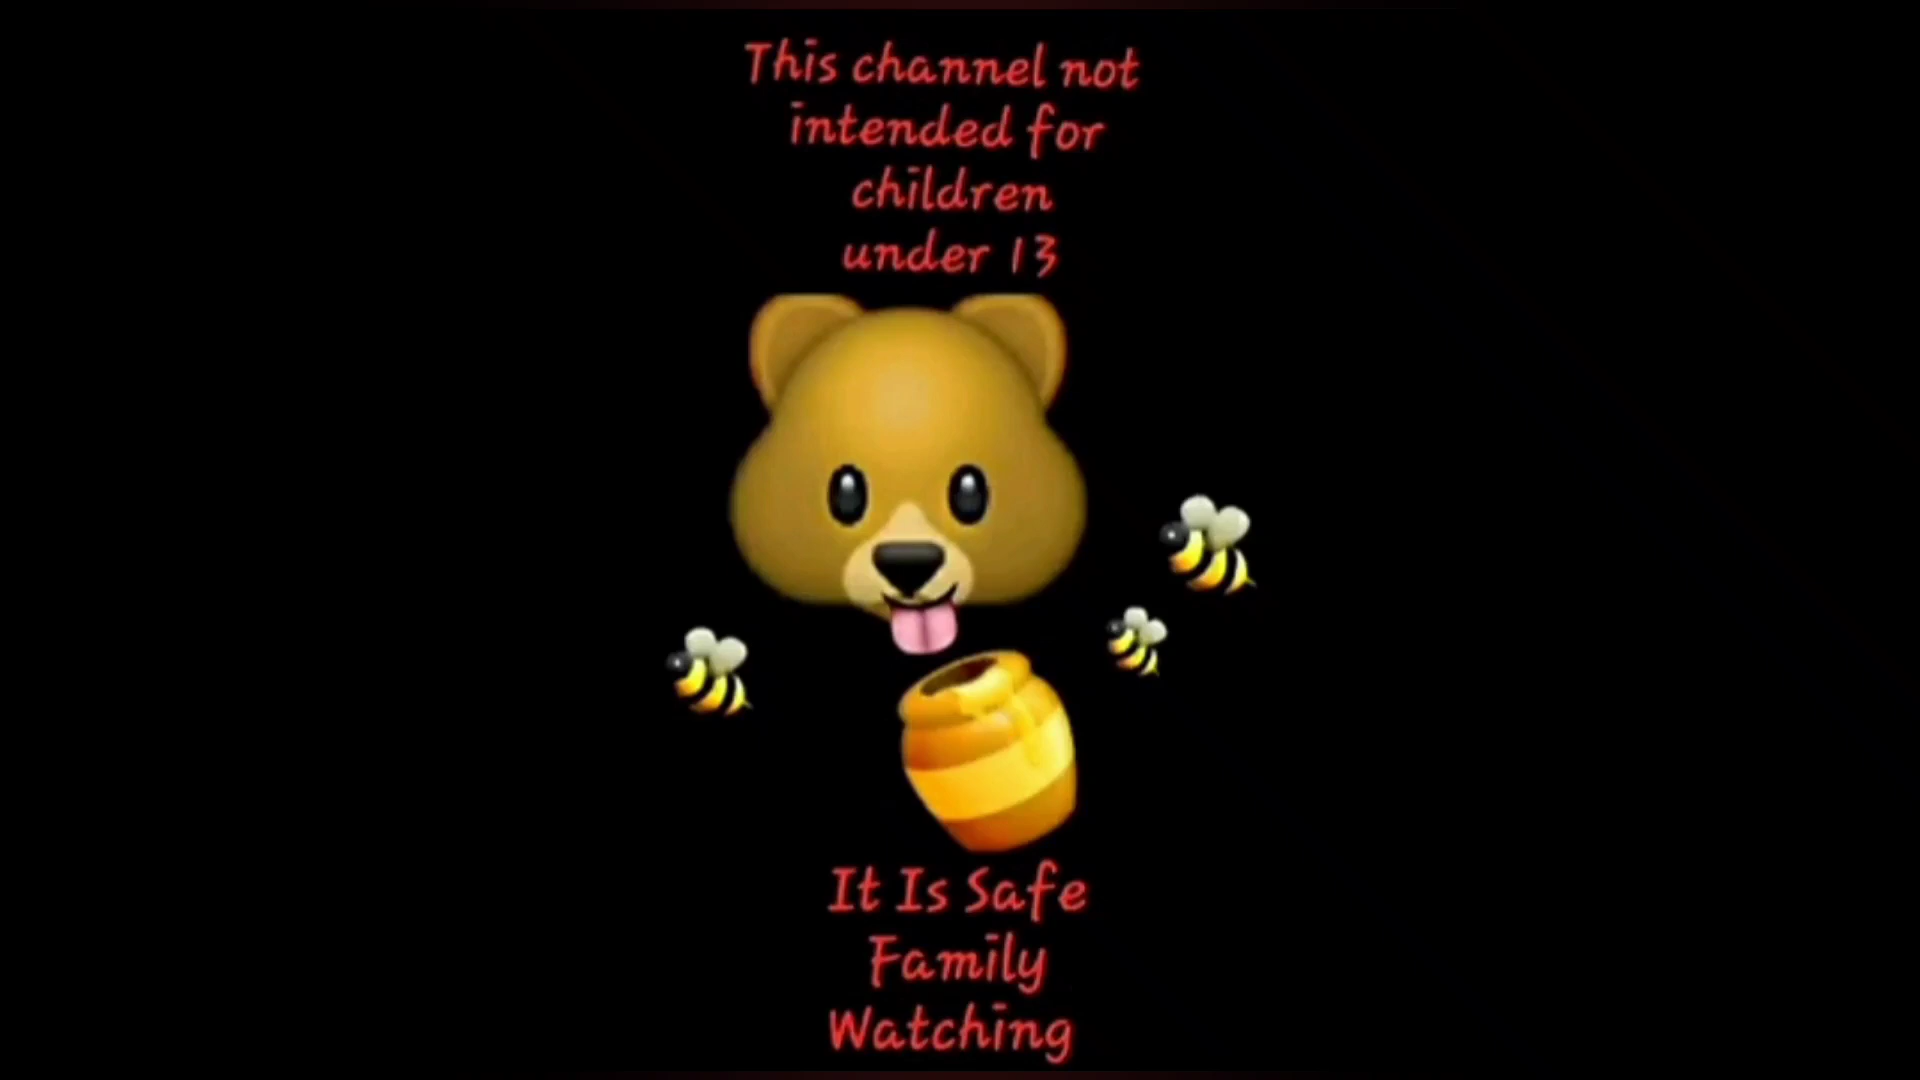 This channel not
intended for
children
under 13
It Is Safe
Family
Watching